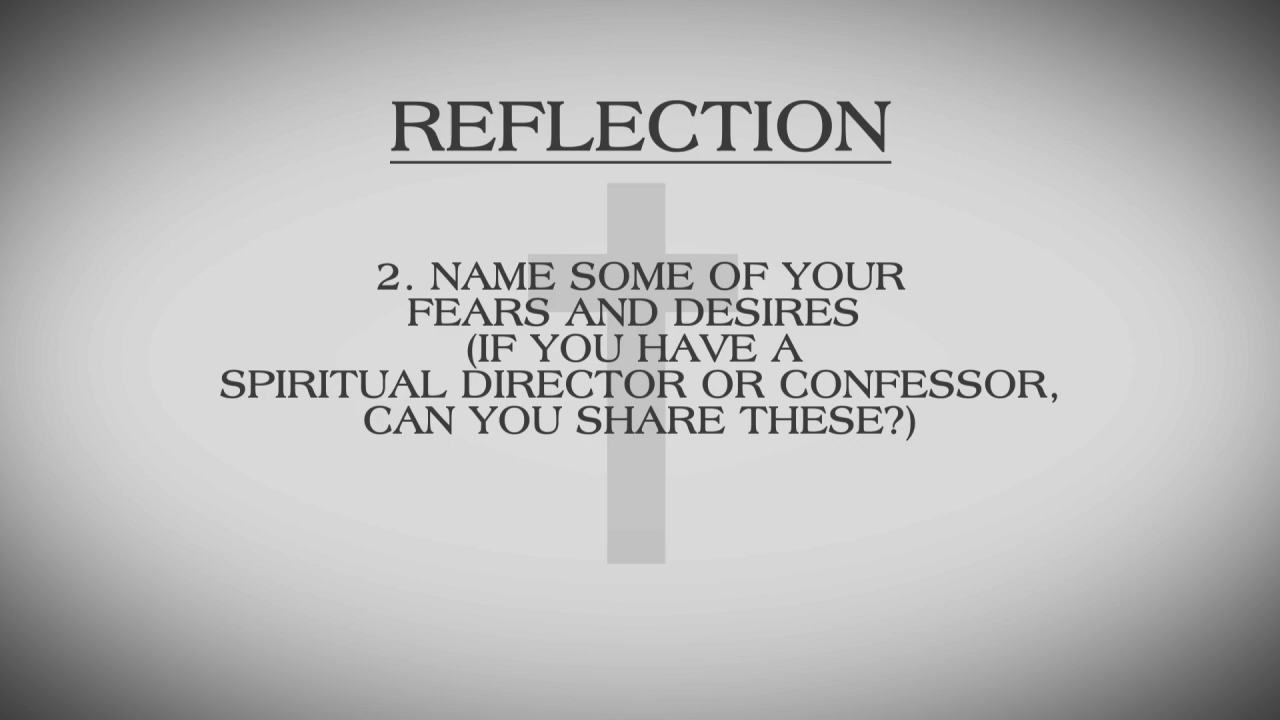 REFLECTION
2. NAME SOME OF YOUR
FEARS AND DESIRES
(IF YOU HAVE A
SPIRITUAL DIRECTOR OR CONFESSOR,
CAN YOU SHARE THESE?)